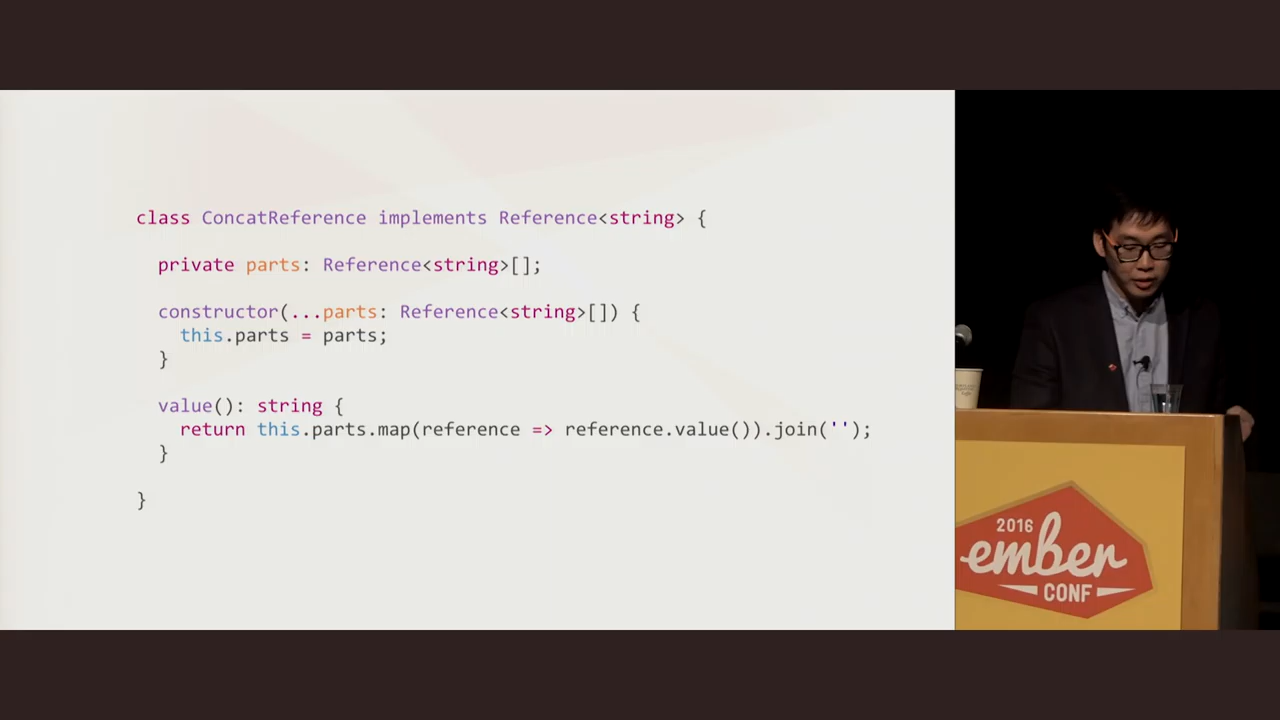 class ConcatReference implements Reference<string> {
private parts: Reference<string>[];
constructor(...parts: Reference<string>[]) {
this.parts = parts;
}
value(): string {
return this.parts.map(reference => reference.value()).join('');
}
}
2016
ember
CONF